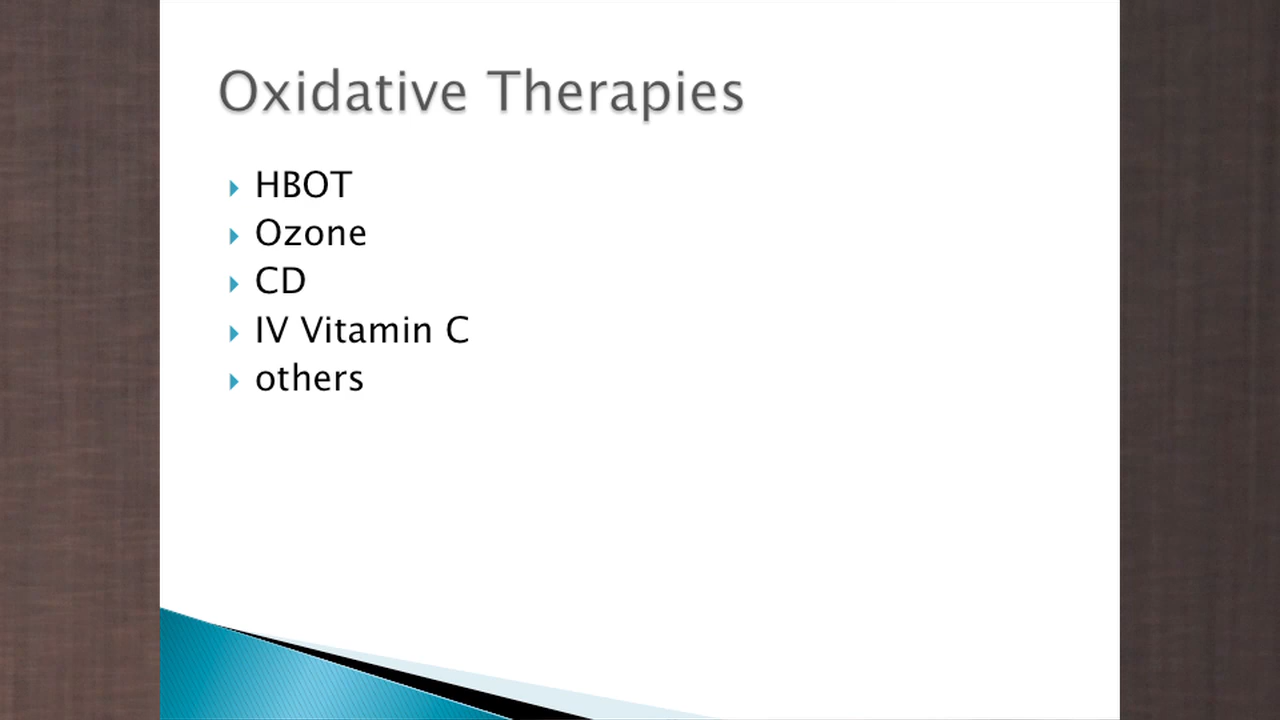 Oxidative Therapies
HBOT
Ozone
CD
IV Vitamin C
others